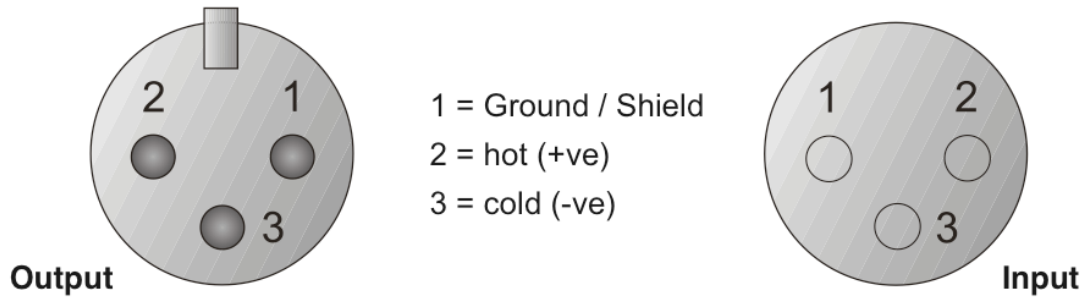 2 1
3
Output
1 = Ground / Shield
2 = hot (+ve)
3 = cold (-ve)
1 2
3
Input